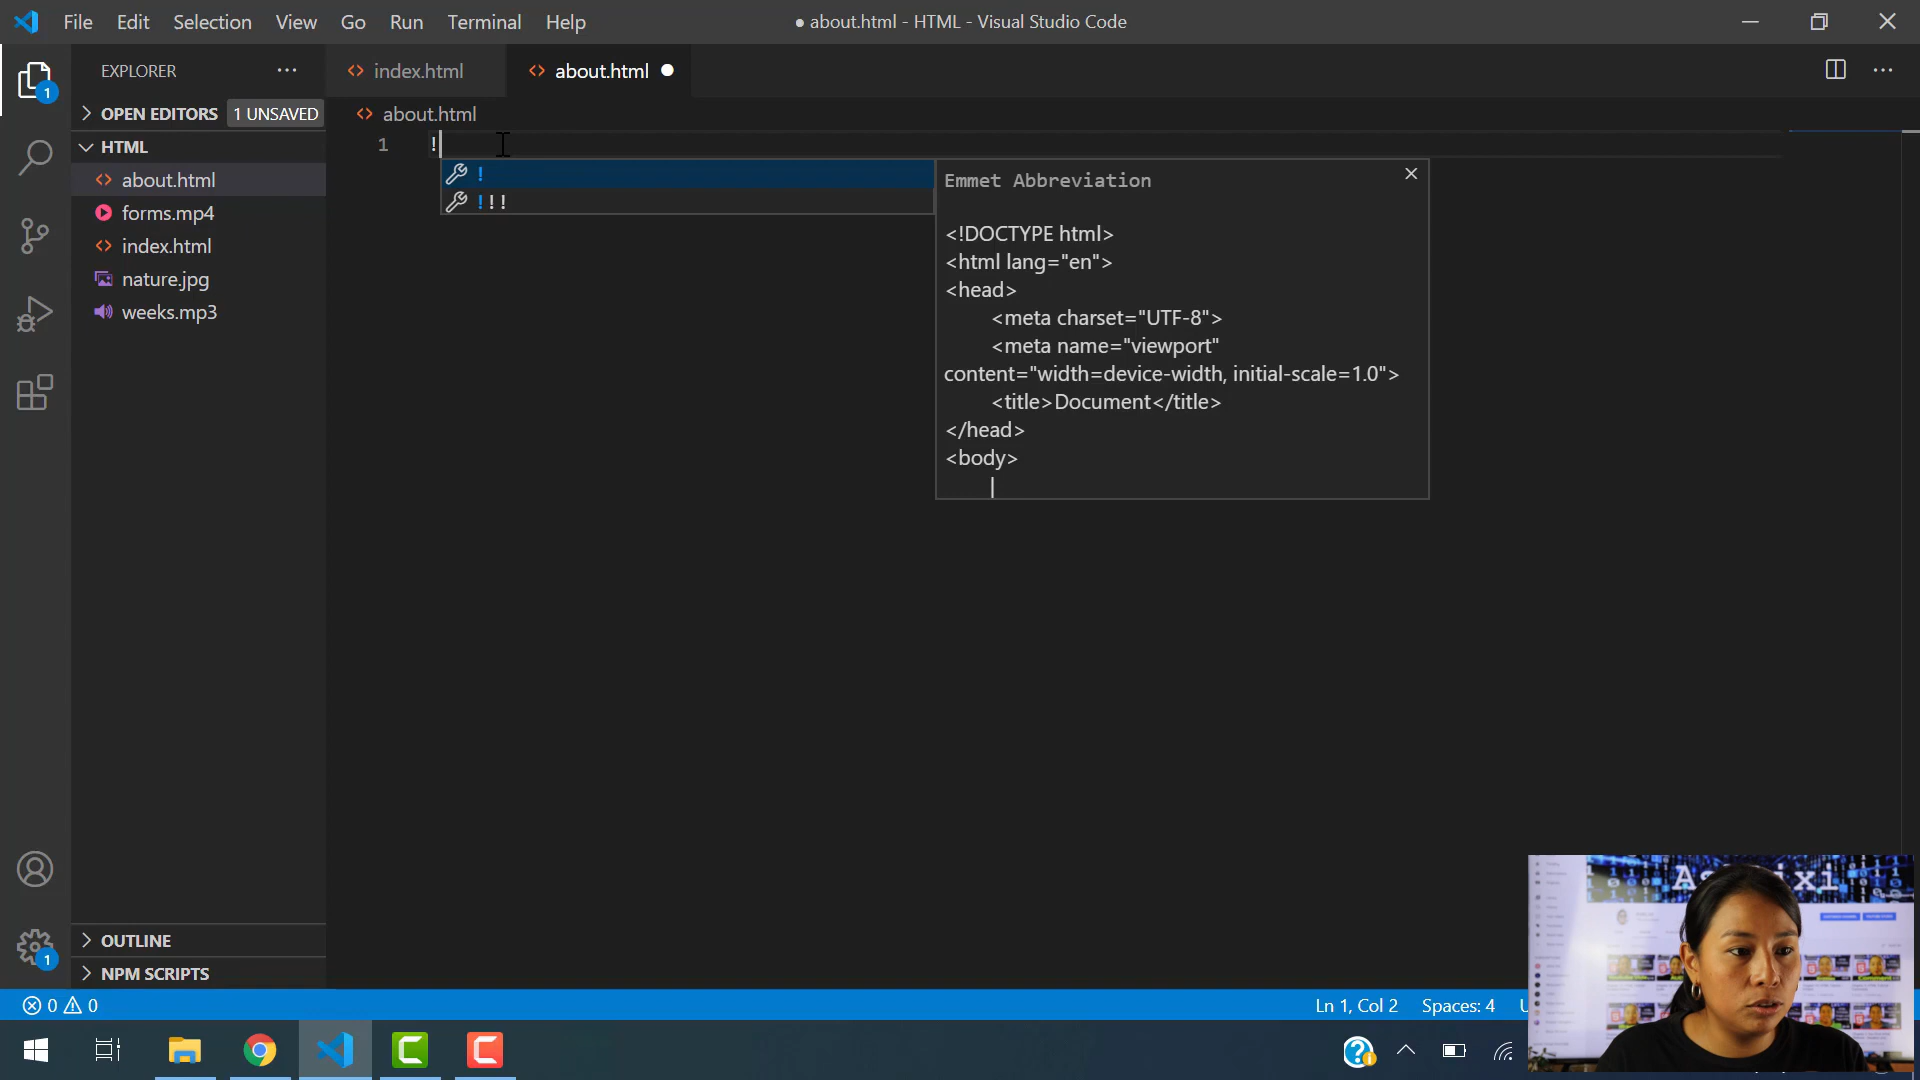 File Edit Selection View Go Run Terminal Help
● about.html - HTML - Visual Studio Code
EXPLORER
index.html
about.html
1
OPEN EDITORS
1 UNSAVED
about.html
HTML
about.html
forms.mp4
index.html
nature.jpg
weeks.mp3
1
!
!
!!!
Emmet Abbreviation
<!DOCTYPE html>
<html lang="en">
<head>
<meta charset="UTF-8">
<meta name="viewport"
content="width=device-width, initial-scale=1.0">
<title>Document</title>
</head>
<body>
OUTLINE
1
NPM SCRIPTS
0 0
Ln 1, Col 2
Spaces: 4